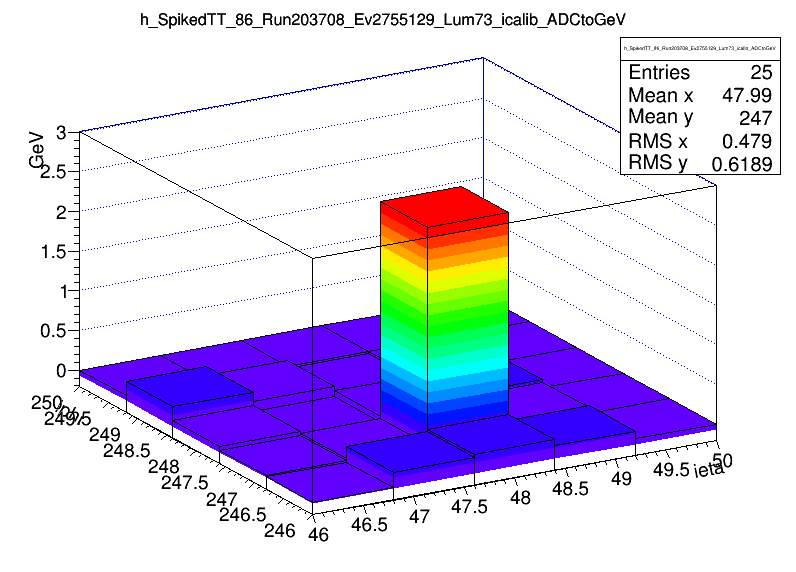 h_SpikedTT_86_Run203708_Ev2755129_Lum73_icalib_ADCtoGeV
h_SpikedTT_86_Run203708_Ev2755129_Lum73_icalib_ADCtoGeV
Entries 25
Mean x 47.99
Mean y 247
RMS x 0.479
RMS y 0.6189
GeV
3
2.5
2
1.5
1
0.5
0
250
249.5
249
248.5
248
247.5
247
246.5
246
46
46.5
47
47.5
48
48.5
49
49.5
50
ieta